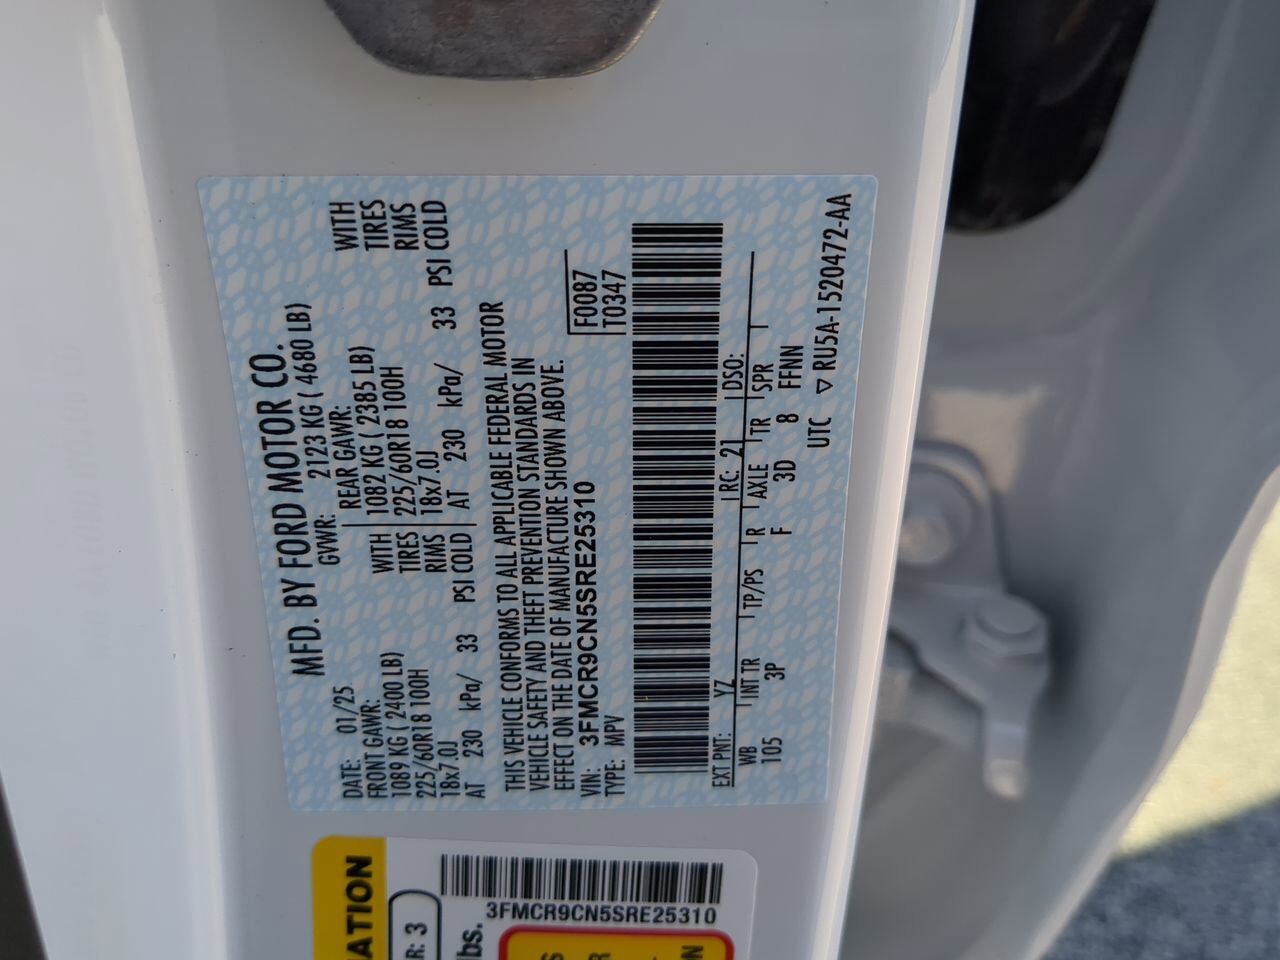 MFD. BY FORD MOTOR CO.
DATE: 01/25 GVWR: 2123 KG ( 4680 LB)
FRONT GAWR: REAR GAWR:
1089 KG ( 2400 LB) WITH 1082 KG ( 2385 LB) WITH
225/60R18 100H TIRES 225/60R18 100H TIRES
18x7.0J RIMS 18x7.0J RIMS
AT 230 kPa/ 33 PSI COLD AT 230 kPa/ 33 PSI COLD
THIS VEHICLE CONFORMS TO ALL APPLICABLE FEDERAL MOTOR
VEHICLE SAFETY AND THEFT PREVENTION STANDARDS IN
EFFECT ON THE DATE OF MANUFACTURE SHOWN ABOVE.
VIN: 3FMCR9CN5SRE25310 F0087
TYPE: MPV T0347
EXT PNT: YZ RC: 21 DSO:
WB INT TR TP/PS R AXLE TR SPR
105 3P F 3D 8 FFNN
UTC ▽ RU5A-1520472-AA
ATION
R: 3
3FMCR9CN5SRE25310
lbs.